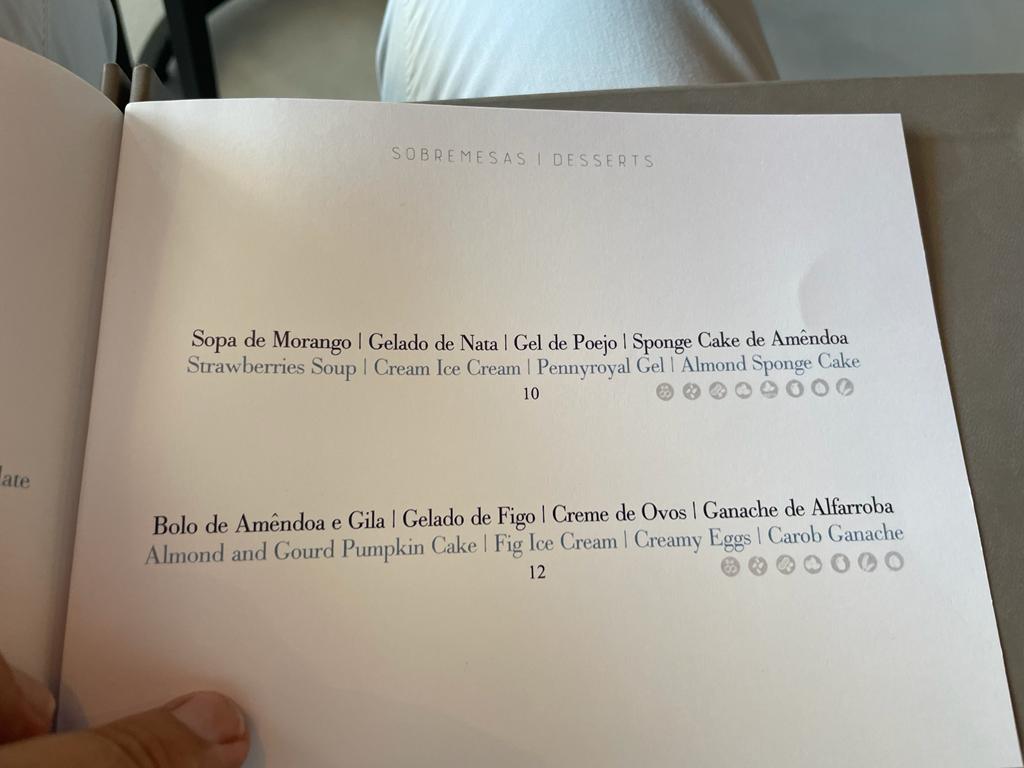 SOBREMESAS | DESSERTS
Sopa de Morango | Gelado de Nata | Gel de Poejo | Sponge Cake de Amêndoa
Strawberries Soup | Cream Ice Cream | Pennyroyal Gel | Almond Sponge Cake
10
late
Bolo de Amêndoa e Gila | Gelado de Figo | Creme de Ovos | Ganache de Alfarroba
Almond and Gourd Pumpkin Cake | Fig Ice Cream | Creamy Eggs | Carob Ganache
12